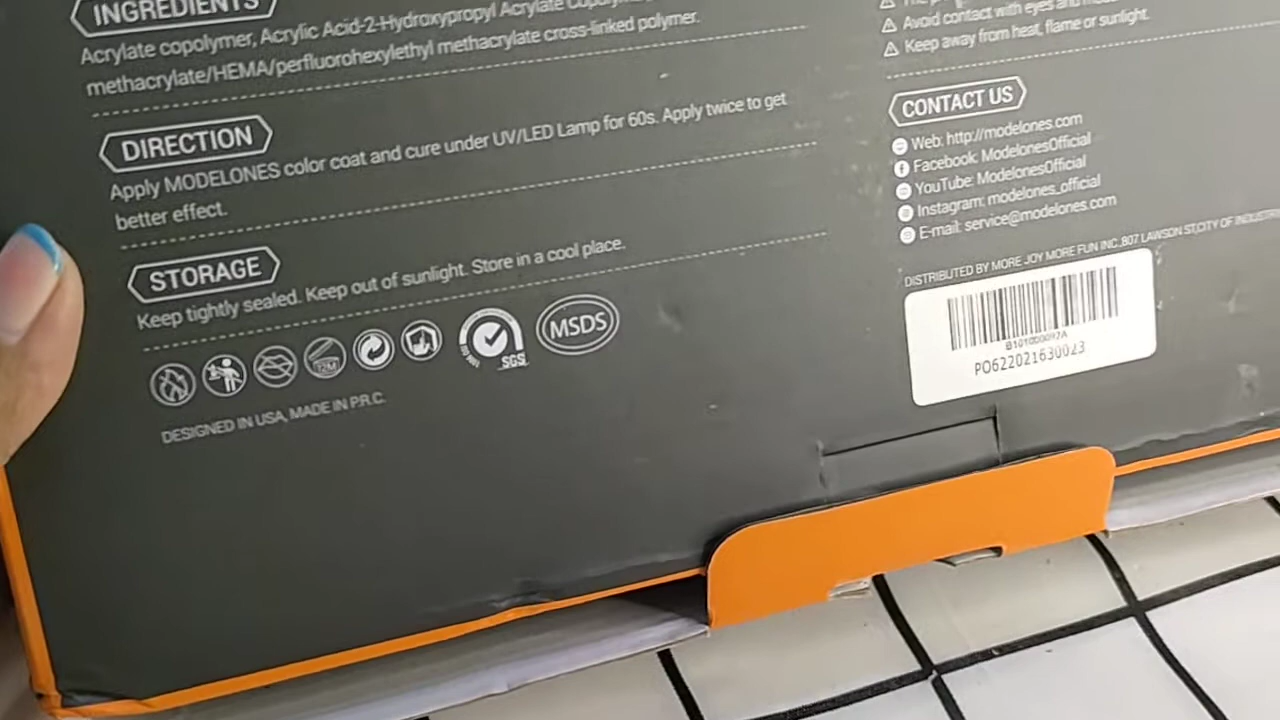 INGREDIENTS
Acrylate copolymer, Acrylic Acid-2-Hydroxypropyl Acrylate
methacrylate/HEMA/perfluorohexylethyl methacrylate cross-linked polymer.
DIRECTION
Apply MODELONES color coat and cure under UV/LED Lamp for 60s. Apply twice to get
better effect.
STORAGE
Keep tightly sealed. Keep out of sunlight. Store in a cool place.
12M
SGS
MSDS
DESIGNED IN USA, MADE IN P.R.C.
Avoid contact with eyes and
Keep away from heat, flame or sunlight.
CONTACT US
Web: http://modelones.com
Facebook: ModelonesOfficial
YouTube: ModelonesOfficial
Instagram: modelones_official
E-mail: service@modelones.com
DISTRIBUTED BY MORE JOY MORE FUN INC.807 LAWSON ST,CITY OF
PO622021630023